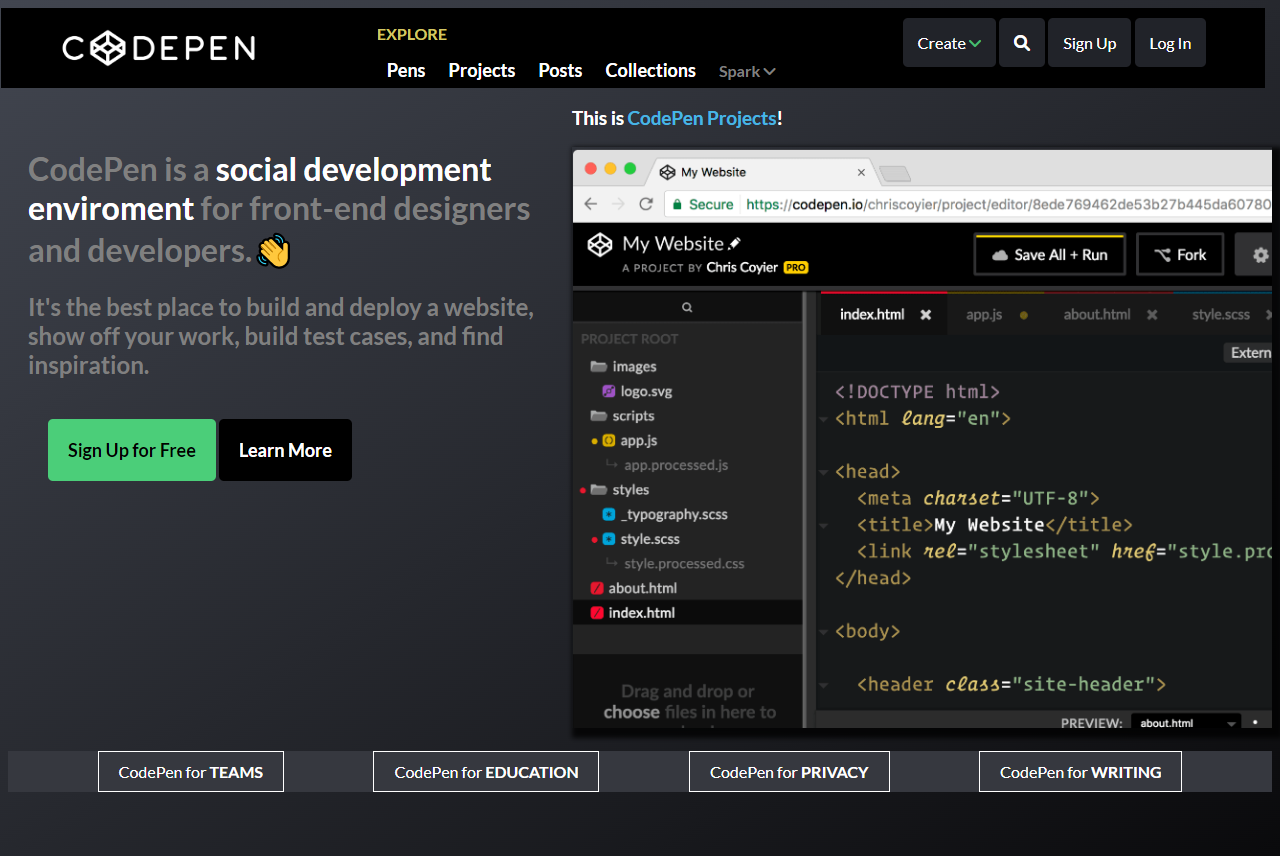 CODEPEN
EXPLORE
Pens Projects Posts Collections Spark
Create Sign Up Log In
CodePen is a social development
enviroment for front-end designers
and developers.
It's the best place to build and deploy a website,
show off your work, build test cases, and find
inspiration.
Sign Up for Free Learn More
This is CodePen Projects!
My Website
Secure https://codepen.io/chriscoyier/project/editor/8ede769462de53b27b445da60780
My Website
A PROJECT BY Chris Coyier PRO
Save All + Run Fork
PROJECT ROOT
images
logo.svg
scripts
app.js
app.processed.js
styles
_typography.scss
style.scss
style.processed.css
about.html
index.html
Drag and drop or
choose files in here to
index.html app.js about.html style.scss
Extern
<!DOCTYPE html>
<html lang="en">
<head>
<meta charset="UTF-8">
<title>My Website</title>
<link rel="stylesheet" href="style.pro
</head>
<body>
<header class="site-header">
PREVIEW: about.html
CodePen for TEAMS CodePen for EDUCATION CodePen for PRIVACY CodePen for WRITING